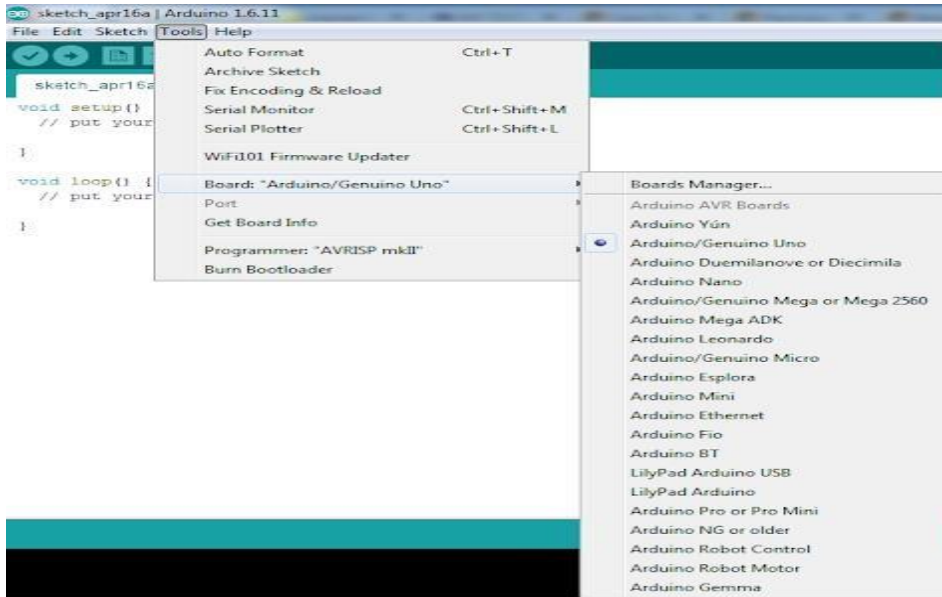 sketch_apr16a | Arduino 1.6.11
File Edit Sketch Tools Help
sketch_apr16a
void setup()
// put your
}
void loop() {
// put your
}
Auto Format Ctrl+T
Archive Sketch
Fix Encoding & Reload
Serial Monitor Ctrl+Shift+M
Serial Plotter Ctrl+Shift+L
WiFi101 Firmware Updater
Board: "Arduino/Genuino Uno"
Port
Get Board Info
Programmer: "AVRISP mkII"
Burn Bootloader
Boards Manager...
Arduino AVR Boards
Arduino Yún
Arduino/Genuino Uno
Arduino Duemilanove or Diecimila
Arduino Nano
Arduino/Genuino Mega or Mega 2560
Arduino Mega ADK
Arduino Leonardo
Arduino/Genuino Micro
Arduino Esplora
Arduino Mini
Arduino Ethernet
Arduino Fio
Arduino BT
LilyPad Arduino USB
LilyPad Arduino
Arduino Pro or Pro Mini
Arduino NG or older
Arduino Robot Control
Arduino Robot Motor
Arduino Gemma